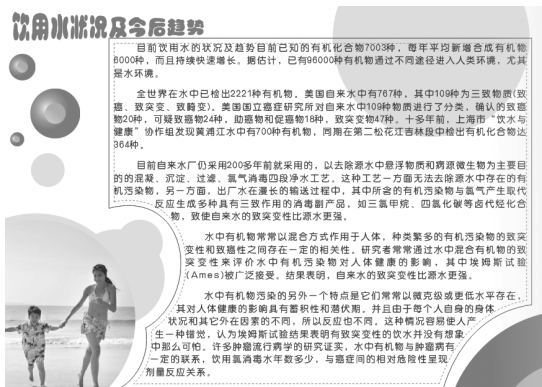 饮用水状况及今后趋势
目前饮用水的状况及趋势目前已知的有机化合物7003种，每年平均新增合成有机物
6000种，而且持续快速增长。据估计，已有96000种有机物通过不同途径进入人类环境，尤其
是水环境。
全世界在水中已检出2221种有机物。美国自来水中有767种，其中109种为三致物质(致
癌、致突变、致畸变)。美国国立癌症研究所对自来水中109种物质进行了分类，确认的致癌
物20种，可疑致癌物24种，助癌物和促癌物18种，致突变物47种。十多年前，上海市“饮水与
健康”协作组发现黄浦江水中有700种有机物，同期在第二松花江吉林段中检出有机化合物达
364种。
目前自来水厂仍采用200多年前就采用的，以去除源水中悬浮物质和病源微生物为主要目
的的混凝、沉淀、过滤、氯气消毒四段净水工艺。这种工艺一方面无法去除源水中存在的有
机污染物，另一方面，出厂水在漫长的输送过程中，其中所含的有机污染物与氯气产生取代
反应生成多种具有三致作用的消毒副产品，如三氯甲烷、四氯化碳等卤代烃化合
物，致使自来水的致突变性比源水更强。
水中有机物常常以混合方式作用于人体，种类繁多的有机污染物的致突
变性和致癌性之间存在一定的相关性。研究者常常通过水中混合有机物的致
突变性来评价水中有机污染物对人体健康的影响，其中埃姆斯试验
(Ames)被广泛接受。结果表明，自来水的致突变性比源水更强。
水中有机物污染的另外一个特点是它们常常以微克级或更低水平存在，
其对人体健康的影响具有蓄积性和潜伏期。并且由于每个人自身的身体
状况和其它外在因素的不同，所以反应也不同。这种情况容易使人产
生一种错觉，认为埃姆斯试验结果表明有致突变性的饮水并没有想象
中那么可怕。许多肿瘤流行病学的研究证实，水中有机物与肿瘤病有
一定的联系，饮用氯消毒水年数多少，与癌症间的相对危险性呈现
剂量反应关系。